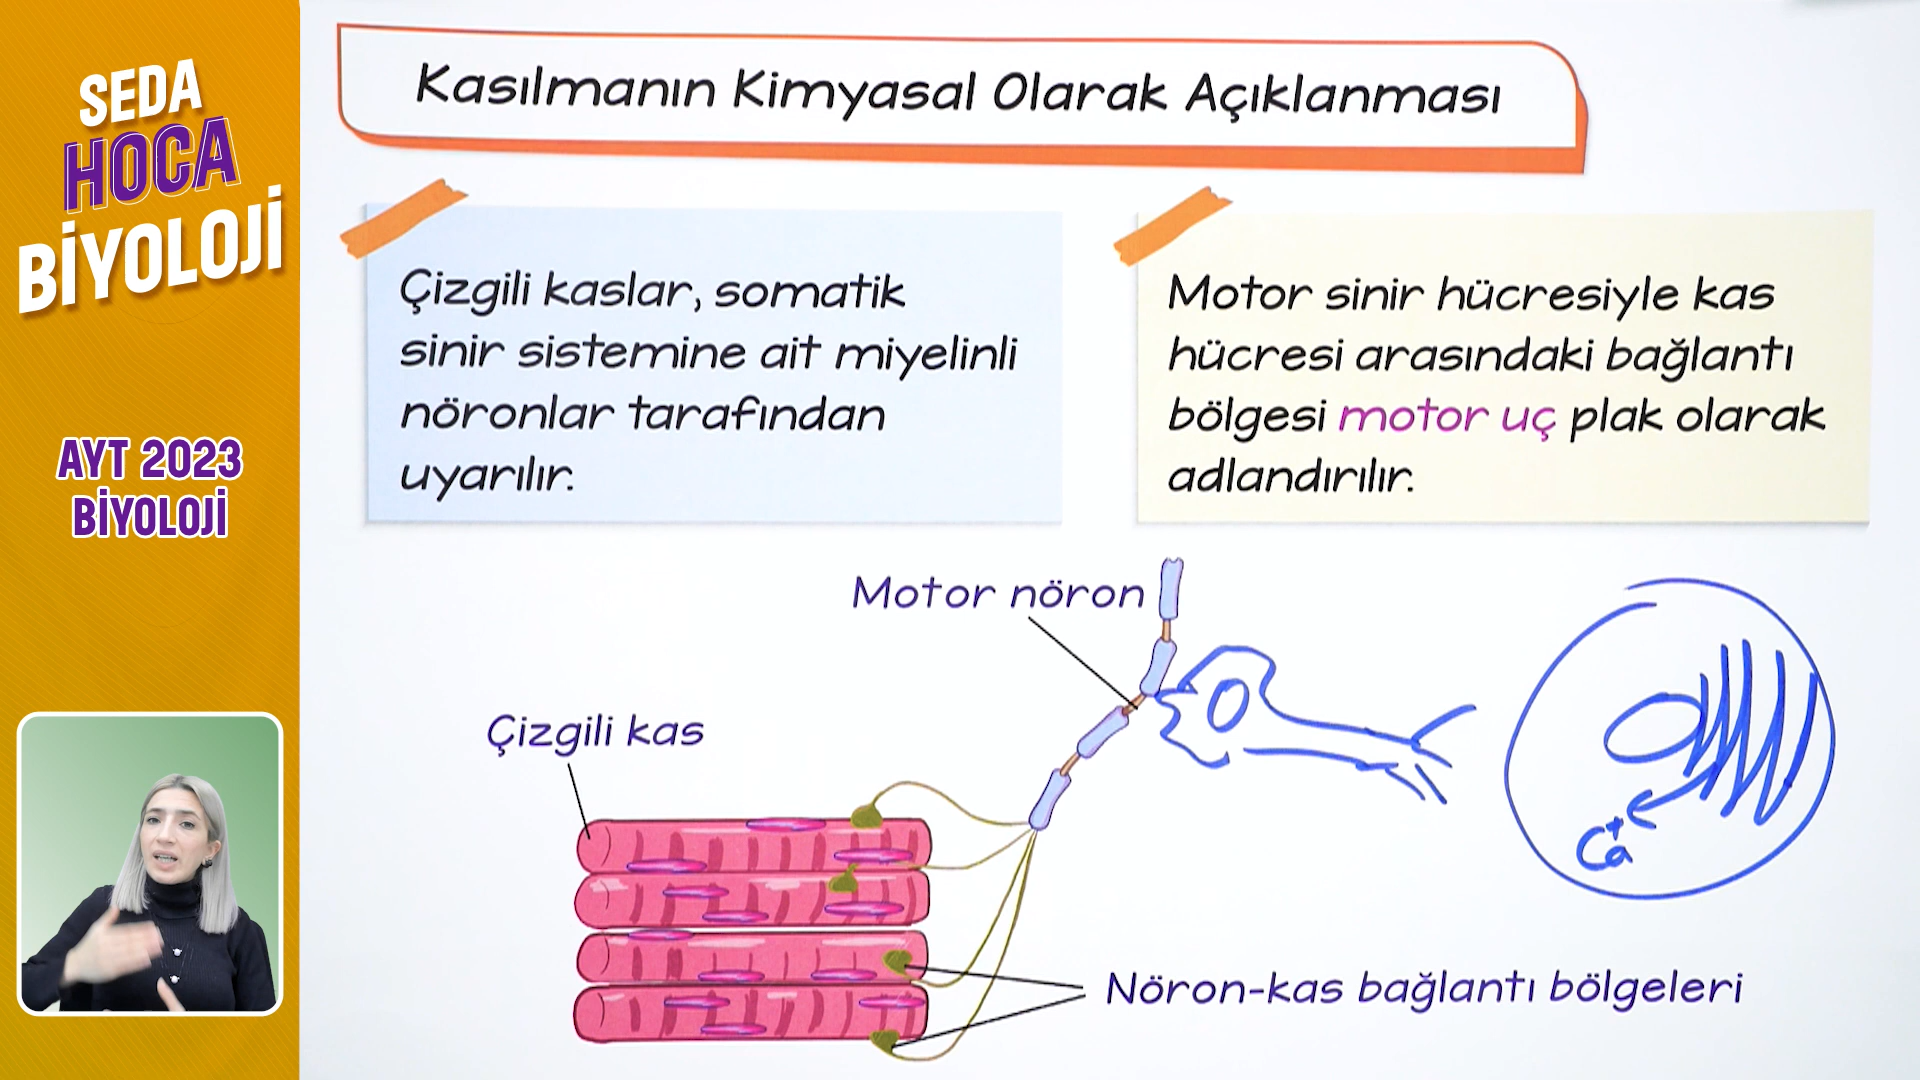 SEDA
HOCA
BİYOLOJİ
AYT 2023
BİYOLOJİ
Kasılmanın Kimyasal Olarak Açıklanması
Çizgili kaslar, somatik
sinir sistemine ait miyelinli
nöronlar tarafından
uyarılır.
Motor sinir hücresiyle kas
hücresi arasındaki bağlantı
bölgesi motor uç plak olarak
adlandırılır.
Motor nöron
Çizgili kas
Ca+
Nöron-kas bağlantı bölgeleri